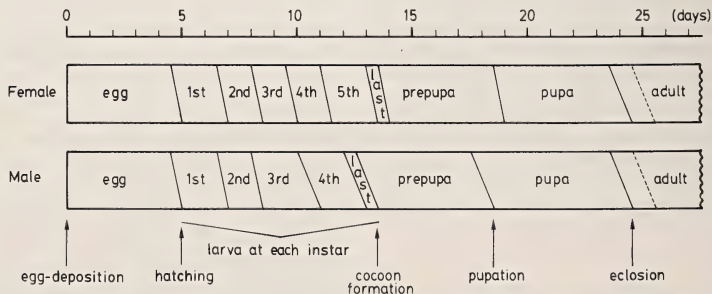 0 5 10 15 20 25 (days)
Female egg 1st 2nd 3rd 4th 5th last prepupa pupa adult
Male egg 1st 2nd 3rd 4th last prepupa pupa adult
larva at each instar
egg-deposition hatching cocoon pupation eclosion
formation